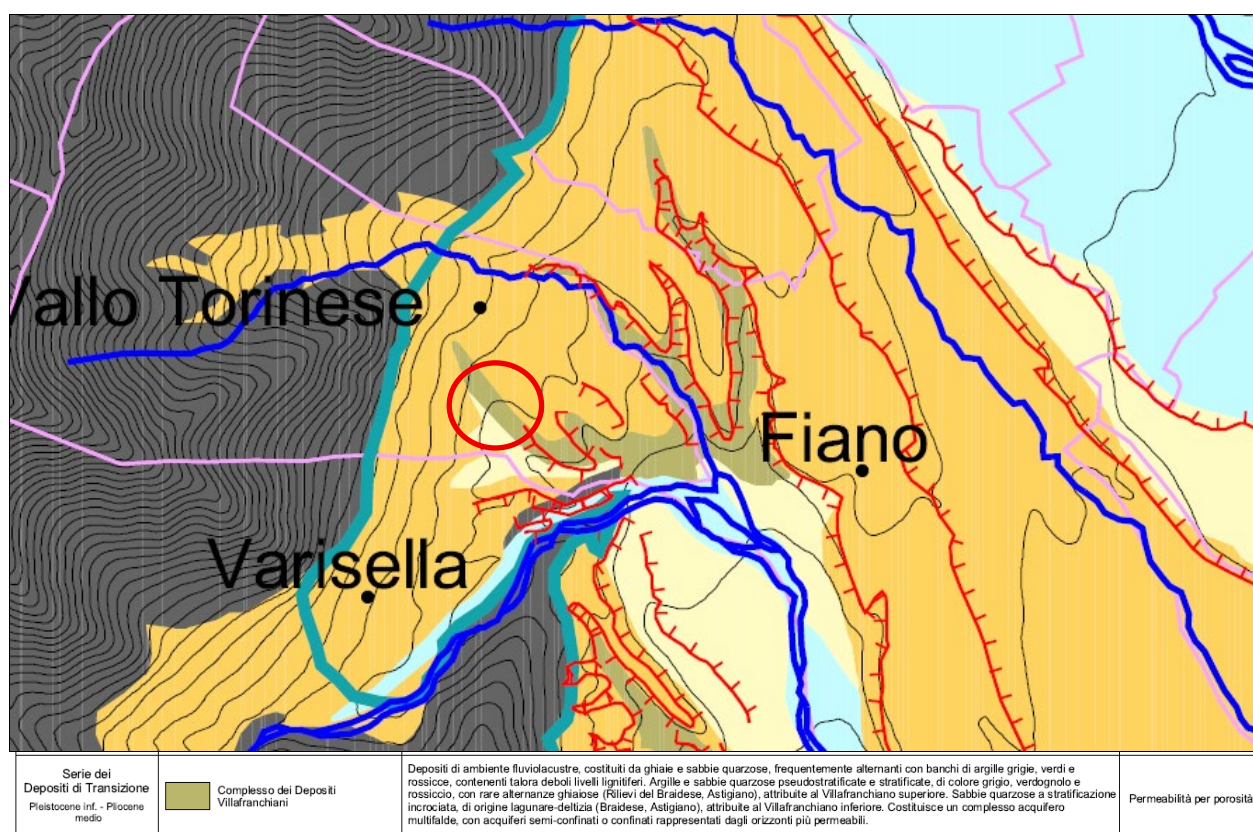 Vallo Torinese
Fiano
Varisella
Serie dei
Depositi di Transizione
Pleistocene inf. - Pliocene
medio
Complesso dei Depositi
Villafranchiani
Depositi di ambiente fluviolacustre, costituiti da ghiaie e sabbie quarzose, frequentemente alternanti con banchi di argille grigie, verdi e
rossicce, contenenti talora deboli livelli lignitiferi. Argille e sabbie quarzose pseudostratificate e stratificate, di colore grigio, verdognolo e
rossiccio, con rare alternanze ghiaiose (Rilievi del Braidese, Astigiano), attribuite al Villafranchiano superiore. Sabbie quarzose a stratificazione
incrociata, di origine lagunare-deltizia (Braidese, Astigiano), attribuite al Villafranchiano inferiore. Costituisce un complesso acquifero
multifalde, con acquiferi semi-confinati o confinati rappresentati dagli orizzonti più permeabili.
Permeabilità per porosità